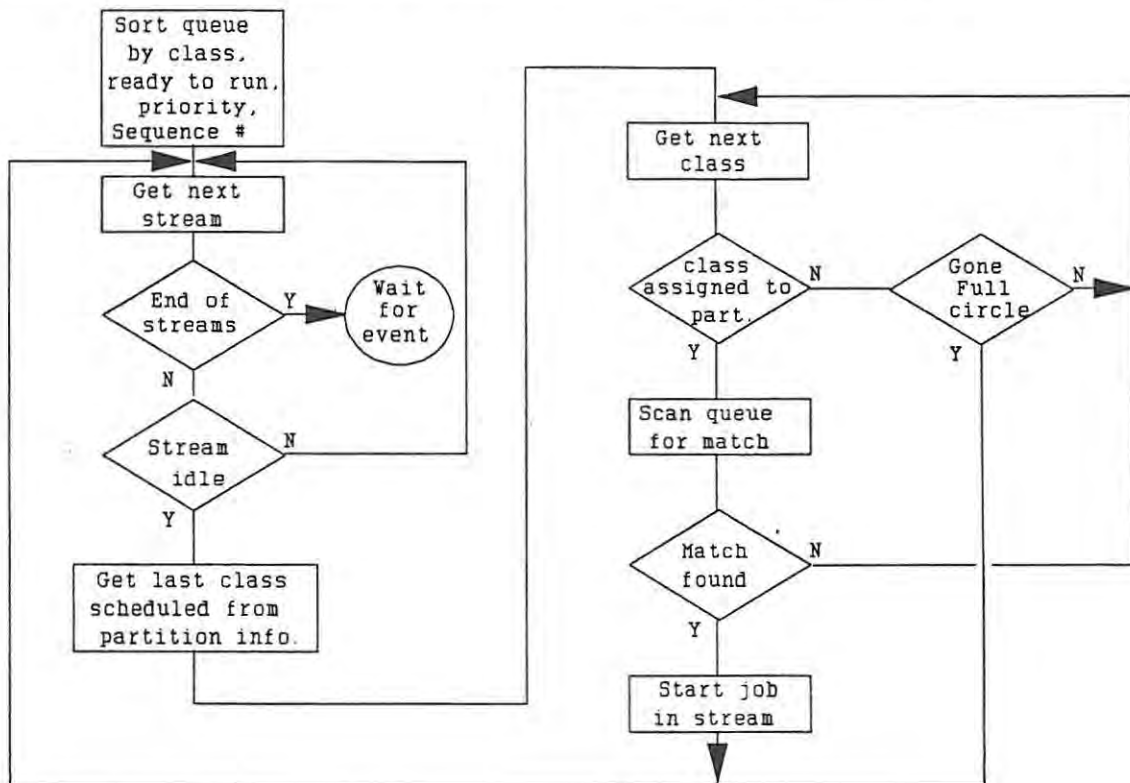 Sort queue
by class,
ready to run,
priority,
Sequence #
Get next
stream
End of
streams
Y
Wait
for
event
N
Stream
idle
N
Y
Get last class
scheduled from
partition info.
Get next
class
class
assigned to
part.
N
Gone
Full
circle
N
Y
Y
Scan queue
for match
Match
found
N
Y
Start job
in stream